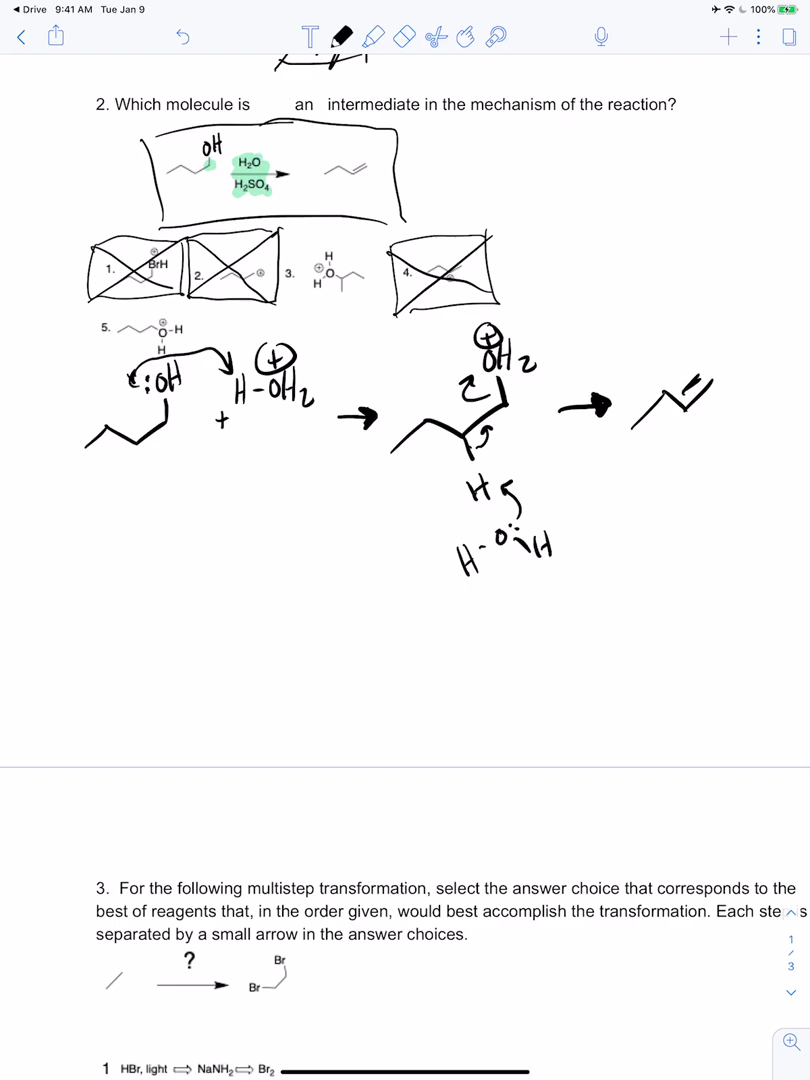 Drive 9:41 AM Tue Jan 9 100%
T
2. Which molecule is an intermediate in the mechanism of the reaction?
OH
H₂O
H₂SO₄
1. ⊕ BrH
2. ⊕
3. H ⊕ O H
4.
5. ⊕ O-H H
:OH + H-OH₂ ⊕
⊕ OH₂
H
H-O: H
3. For the following multistep transformation, select the answer choice that corresponds to the
best of reagents that, in the order given, would best accomplish the transformation. Each ste s
separated by a small arrow in the answer choices.
?
Br
Br
1
/
3
1 HBr, light ⇒ NaNH₂ ⇒ Br₂